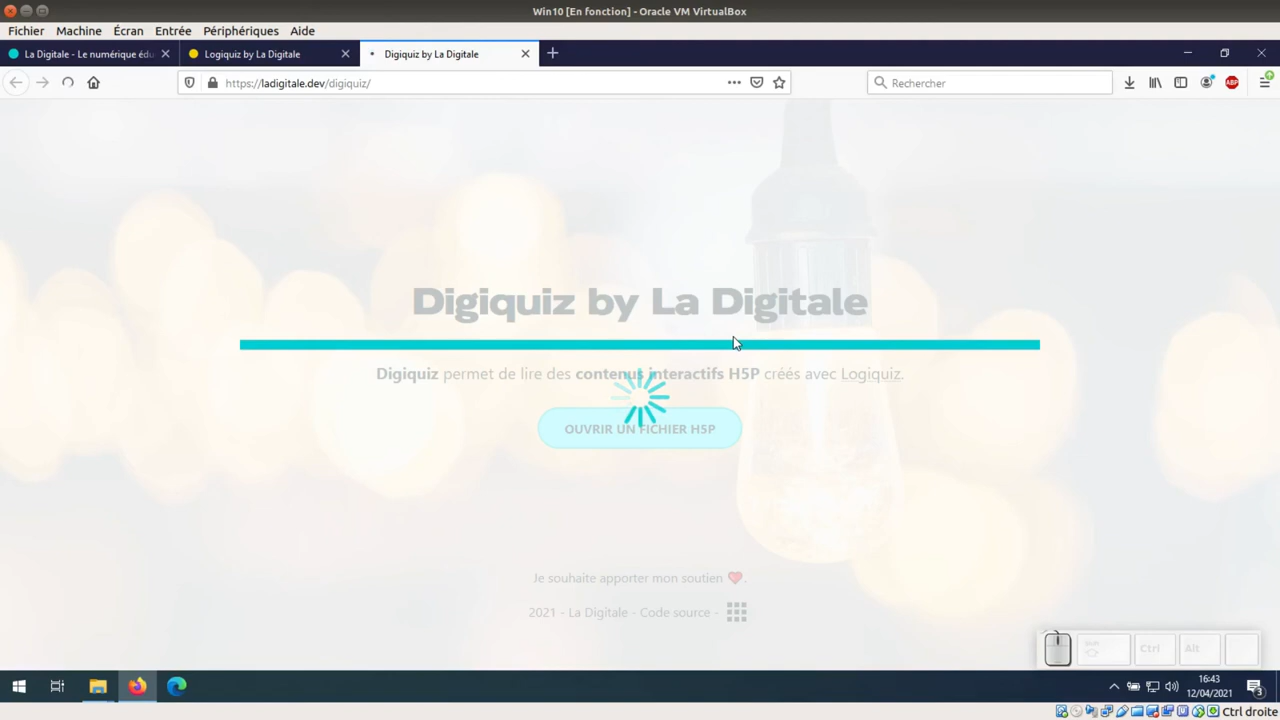 Win10 [En fonction] - Oracle VM VirtualBox
Fichier Machine Écran Entrée Périphériques Aide
La Digitale - Le numérique édu
Logiquiz by La Digitale
Digiquiz by La Digitale
https://ladigitale.dev/digiquiz/
Rechercher
ABP
Digiquiz by La Digitale
Digiquiz permet de lire des contenus interactifs H5P créés avec Logiquiz.
OUVRIR UN FICHIER H5P
Je souhaite apporter mon soutien ❤️.
2021 - La Digitale - Code source -
Ctrl Alt
16:43
12/04/2021
3
Ctrl droite